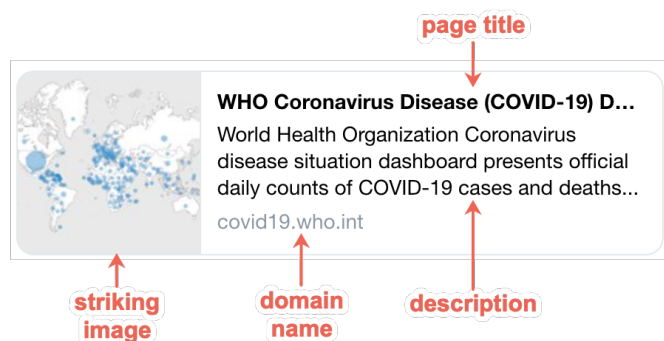 page title
WHO Coronavirus Disease (COVID-19) D...
World Health Organization Coronavirus
disease situation dashboard presents official
daily counts of COVID-19 cases and deaths...
covid19.who.int
striking
image
domain
name
description